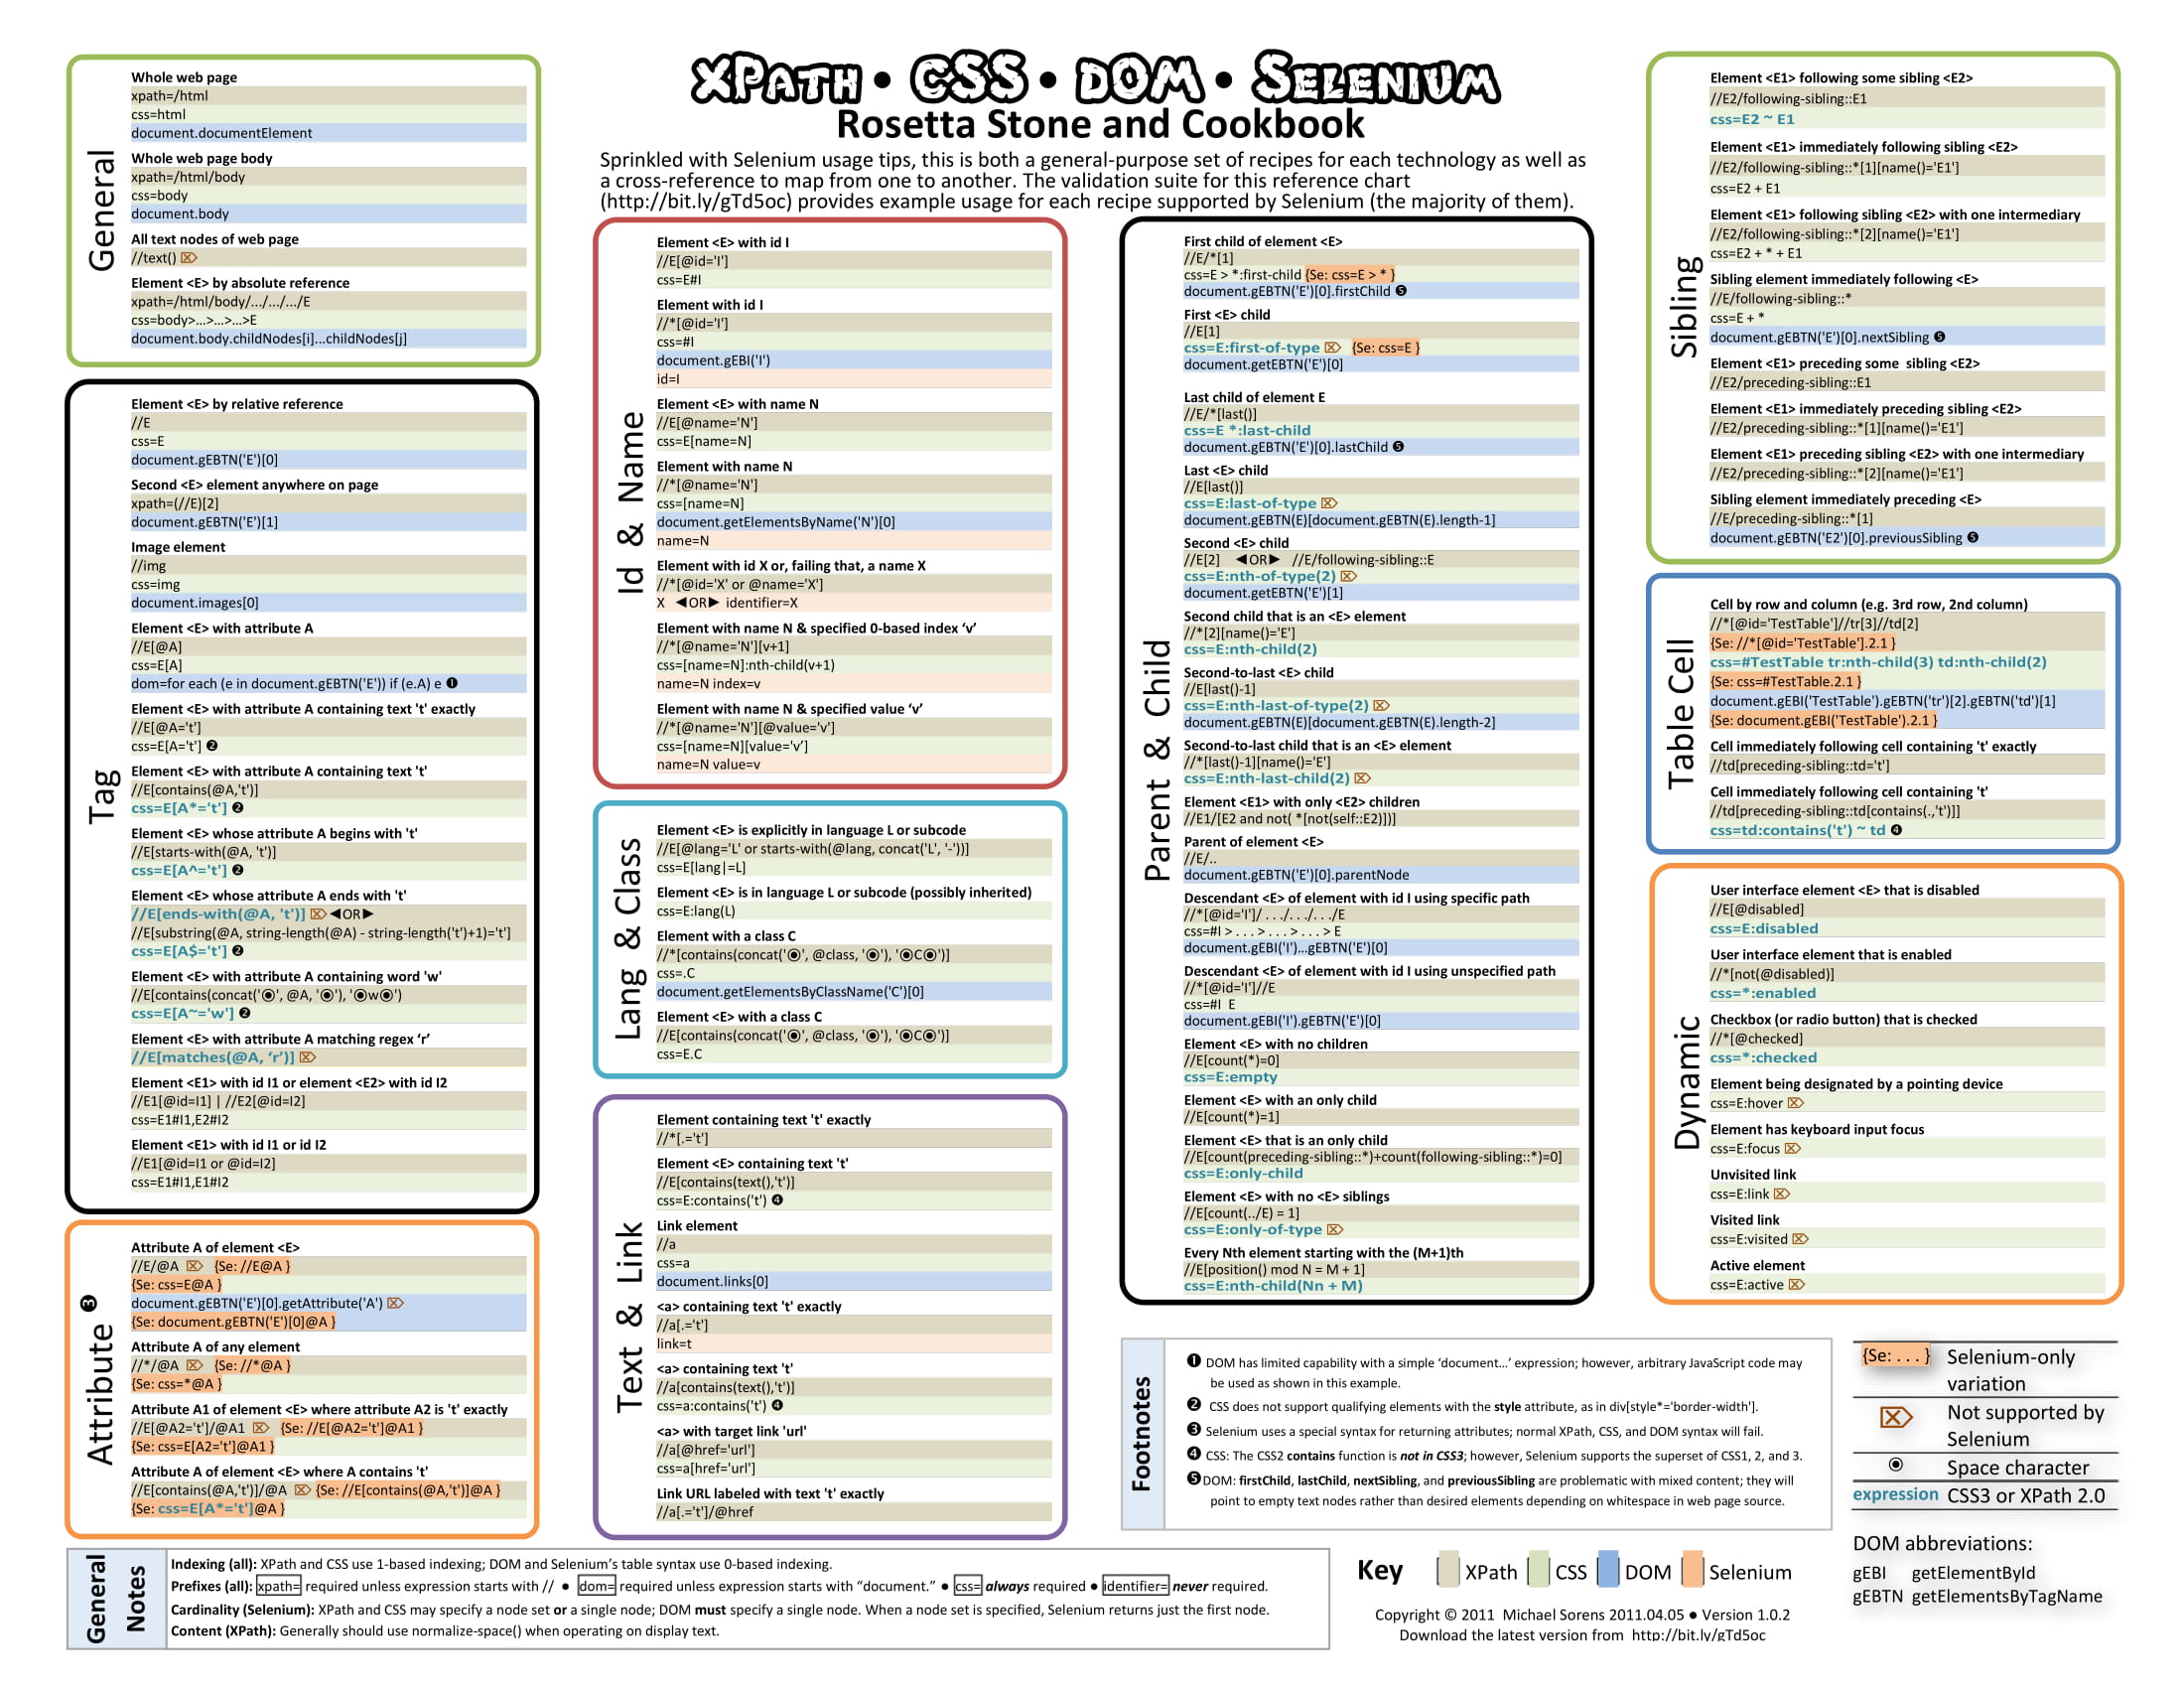 XPath • CSS • DOM • Selenium
Rosetta Stone and Cookbook
Sprinkled with Selenium usage tips, this is both a general-purpose set of recipes for each technology as well as
a cross-reference to map from one to another. The validation suite for this reference chart
(http://bit.ly/gTd5oc) provides example usage for each recipe supported by Selenium (the majority of them).
General
Whole web page
xpath=/html
css=html
document.documentElement
Whole web page body
xpath=/html/body
css=body
document.body
All text nodes of web page
//text() ⌦
Element <E> by absolute reference
xpath=/html/body/.../.../.../E
css=body>...>...>...>E
document.body.childNodes[i]...childNodes[j]
Tag
Element <E> by relative reference
//E
css=E
document.gEBTN('E')[0]
Second <E> element anywhere on page
xpath=(//E)[2]
document.gEBTN('E')[1]
Image element
//img
css=img
document.images[0]
Element <E> with attribute A
//E[@A]
css=E[A]
dom=for each (e in document.gEBTN('E')) if (e.A) e ❶
Element <E> with attribute A containing text 't' exactly
//E[@A='t']
css=E[A='t'] ❷
Element <E> with attribute A containing text 't'
//E[contains(@A,'t')]
css=E[A*='t'] ❷
Element <E> whose attribute A begins with 't'
//E[starts-with(@A, 't')]
css=E[A^='t'] ❷
Element <E> whose attribute A ends with 't'
//E[ends-with(@A, 't')] ⌦ ◄OR►
//E[substring(@A, string-length(@A) - string-length('t')+1)='t']
css=E[A$='t'] ❷
Element <E> with attribute A containing word 'w'
//E[contains(concat('◉', @A, '◉'), '◉w◉')
css=E[A~='w'] ❷
Element <E> with attribute A matching regex ‘r’
//E[matches(@A, ‘r’)] ⌦
Element <E1> with id I1 or element <E2> with id I2
//E1[@id=I1] | //E2[@id=I2]
css=E1#I1,E2#I2
Element <E1> with id I1 or id I2
//E1[@id=I1 or @id=I2]
css=E1#I1,E1#I2
Attribute ❸
Attribute A of element <E>
//E/@A ⌦ {Se: //E@A }
{Se: css=E@A }
document.gEBTN('E')[0].getAttribute('A') ⌦
{Se: document.gEBTN('E')[0]@A }
Attribute A of any element
//*/@A ⌦ {Se: //*@A }
{Se: css=*@A }
Attribute A1 of element <E> where attribute A2 is 't' exactly
//E[@A2='t']/@A1 ⌦ {Se: //E[@A2='t']@A1 }
{Se: css=E[A2='t']@A1 }
Attribute A of element <E> where A contains 't'
//E[contains(@A,'t')]/@A ⌦ {Se: //E[contains(@A,'t')]@A }
{Se: css=E[A*='t']@A }
Id & Name
Element <E> with id I
//E[@id='I']
css=E#I
Element with id I
//*[@id='I']
css=#I
document.gEBI('I')
id=I
Element <E> with name N
//E[@name='N']
css=E[name=N]
Element with name N
//*[@name='N']
css=[name=N]
document.getElementsByName('N')[0]
name=N
Element with id X or, failing that, a name X
//*[@id='X' or @name='X']
X ◄OR► identifier=X
Element with name N & specified 0-based index ‘v’
//*[@name='N'][v+1]
css=[name=N]:nth-child(v+1)
name=N index=v
Element with name N & specified value ‘v’
//*[@name='N'][@value='v']
css=[name=N][value='v’]
name=N value=v
Lang & Class
Element <E> is explicitly in language L or subcode
//E[@lang='L' or starts-with(@lang, concat('L', '-'))]
css=E[lang|=L]
Element <E> is in language L or subcode (possibly inherited)
css=E:lang(L)
Element with a class C
//*[contains(concat('◉', @class, '◉'), '◉C◉')]
css=.C
document.getElementsByClassName('C')[0]
Element <E> with a class C
//E[contains(concat('◉', @class, '◉'), '◉C◉')]
css=E.C
Text & Link
Element containing text 't' exactly
//*[.='t']
Element <E> containing text 't'
//E[contains(text(),'t')]
css=E:contains('t') ❹
Link element
//a
css=a
document.links[0]
<a> containing text 't' exactly
//a[.='t']
link=t
<a> containing text 't'
//a[contains(text(),'t')]
css=a:contains('t') ❹
<a> with target link 'url'
//a[@href='url']
css=a[href='url']
Link URL labeled with text 't' exactly
//a[.='t']/@href
Parent & Child
First child of element <E>
//E/*[1]
css=E > *:first-child {Se: css=E > * }
document.gEBTN('E')[0].firstChild ❺
First <E> child
//E[1]
css=E:first-of-type ⌦ {Se: css=E }
document.getEBTN('E')[0]
Last child of element E
//E/*[last()]
css=E *:last-child
document.gEBTN('E')[0].lastChild ❺
Last <E> child
//E[last()]
css=E:last-of-type ⌦
document.gEBTN(E)[document.gEBTN(E).length-1]
Second <E> child
//E[2] ◄OR► //E/following-sibling::E
css=E:nth-of-type(2) ⌦
document.getEBTN('E')[1]
Second child that is an <E> element
//*[2][name()='E']
css=E:nth-child(2)
Second-to-last <E> child
//E[last()-1]
css=E:nth-last-of-type(2) ⌦
document.gEBTN(E)[document.gEBTN(E).length-2]
Second-to-last child that is an <E> element
//*[last()-1][name()='E']
css=E:nth-last-child(2) ⌦
Element <E1> with only <E2> children
//E1/[E2 and not( *[not(self::E2)])]
Parent of element <E>
//E/..
document.gEBTN('E')[0].parentNode
Descendant <E> of element with id I using specific path
//*[@id='I']/ . . ./. . ./. . ./E
css=#I > . . . > . . . > . . . > E
document.gEBI('I')...gEBTN('E')[0]
Descendant <E> of element with id I using unspecified path
//*[@id='I']//E
css=#I E
document.gEBI('I').gEBTN('E')[0]
Element <E> with no children
//E[count(*)=0]
css=E:empty
Element <E> with an only child
//E[count(*)=1]
Element <E> that is an only child
//E[count(preceding-sibling::*)+count(following-sibling::*)=0]
css=E:only-child
Element <E> with no <E> siblings
//E[count(../E) = 1]
css=E:only-of-type ⌦
Every Nth element starting with the (M+1)th
//E[position() mod N = M + 1]
css=E:nth-child(Nn + M)
Sibling
Element <E1> following some sibling <E2>
//E2/following-sibling::E1
css=E2 ~ E1
Element <E1> immediately following sibling <E2>
//E2/following-sibling::*[1][name()='E1']
css=E2 + E1
Element <E1> following sibling <E2> with one intermediary
//E2/following-sibling::*[2][name()='E1']
css=E2 + * + E1
Sibling element immediately following <E>
//E/following-sibling::*
css=E + *
document.gEBTN('E')[0].nextSibling ❺
Element <E1> preceding some sibling <E2>
//E2/preceding-sibling::E1
Element <E1> immediately preceding sibling <E2>
//E2/preceding-sibling::*[1][name()='E1']
Element <E1> preceding sibling <E2> with one intermediary
//E2/preceding-sibling::*[2][name()='E1']
Sibling element immediately preceding <E>
//E/preceding-sibling::*[1]
document.gEBTN('E2')[0].previousSibling ❺
Table Cell
Cell by row and column (e.g. 3rd row, 2nd column)
//*[@id='TestTable']//tr[3]//td[2]
{Se: //*[@id='TestTable'].2.1 }
css=#TestTable tr:nth-child(3) td:nth-child(2)
{Se: css=#TestTable.2.1 }
document.gEBI('TestTable').gEBTN('tr')[2].gEBTN('td')[1]
{Se: document.gEBI('TestTable').2.1 }
Cell immediately following cell containing 't' exactly
//td[preceding-sibling::td='t']
Cell immediately following cell containing 't'
//td[preceding-sibling::td[contains(.,'t')]]
css=td:contains('t') ~ td ❹
Dynamic
User interface element <E> that is disabled
//E[@disabled]
css=E:disabled
User interface element that is enabled
//*[not(@disabled)]
css=*:enabled
Checkbox (or radio button) that is checked
//*[@checked]
css=*:checked
Element being designated by a pointing device
css=E:hover ⌦
Element has keyboard input focus
css=E:focus ⌦
Unvisited link
css=E:link ⌦
Visited link
css=E:visited ⌦
Active element
css=E:active ⌦
Footnotes
❶ DOM has limited capability with a simple ‘document...’ expression; however, arbitrary JavaScript code may
be used as shown in this example.
❷ CSS does not support qualifying elements with the style attribute, as in div[style*='border-width'].
❸ Selenium uses a special syntax for returning attributes; normal XPath, CSS, and DOM syntax will fail.
❹ CSS: The CSS2 contains function is not in CSS3; however, Selenium supports the superset of CSS1, 2, and 3.
❺DOM: firstChild, lastChild, nextSibling, and previousSibling are problematic with mixed content; they will
point to empty text nodes rather than desired elements depending on whitespace in web page source.
{Se: . . . } Selenium-only
variation
⌦ Not supported by
Selenium
◉ Space character
expression CSS3 or XPath 2.0
DOM abbreviations:
gEBI getElementById
gEBTN getElementsByTagName
General
Notes
Indexing (all): XPath and CSS use 1-based indexing; DOM and Selenium’s table syntax use 0-based indexing.
Prefixes (all): xpath= required unless expression starts with // ● dom= required unless expression starts with “document.” ● css= always required ● identifier= never required.
Cardinality (Selenium): XPath and CSS may specify a node set or a single node; DOM must specify a single node. When a node set is specified, Selenium returns just the first node.
Content (XPath): Generally should use normalize-space() when operating on display text.
Key XPath CSS DOM Selenium
Copyright © 2011 Michael Sorens 2011.04.05 ● Version 1.0.2
Download the latest version from http://bit.ly/gTd5oc